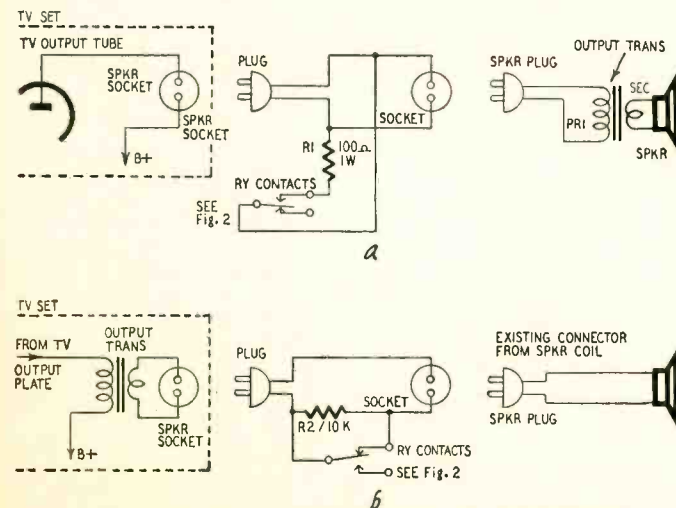 TV SET
TV OUTPUT TUBE
SPKR
SOCKET
SPKR
SOCKET
B+
PLUG
SOCKET
R1
100Ω
1W
RY CONTACTS
SEE
Fig. 2
a
SPKR PLUG
OUTPUT TRANS
PRI
SEC
SPKR
TV SET
FROM TV
OUTPUT
PLATE
OUTPUT
TRANS
SPKR
SOCKET
B+
PLUG
SOCKET
R2/10 K
RY CONTACTS
SEE Fig. 2
b
EXISTING CONNECTOR
FROM SPKR COIL
SPKR PLUG